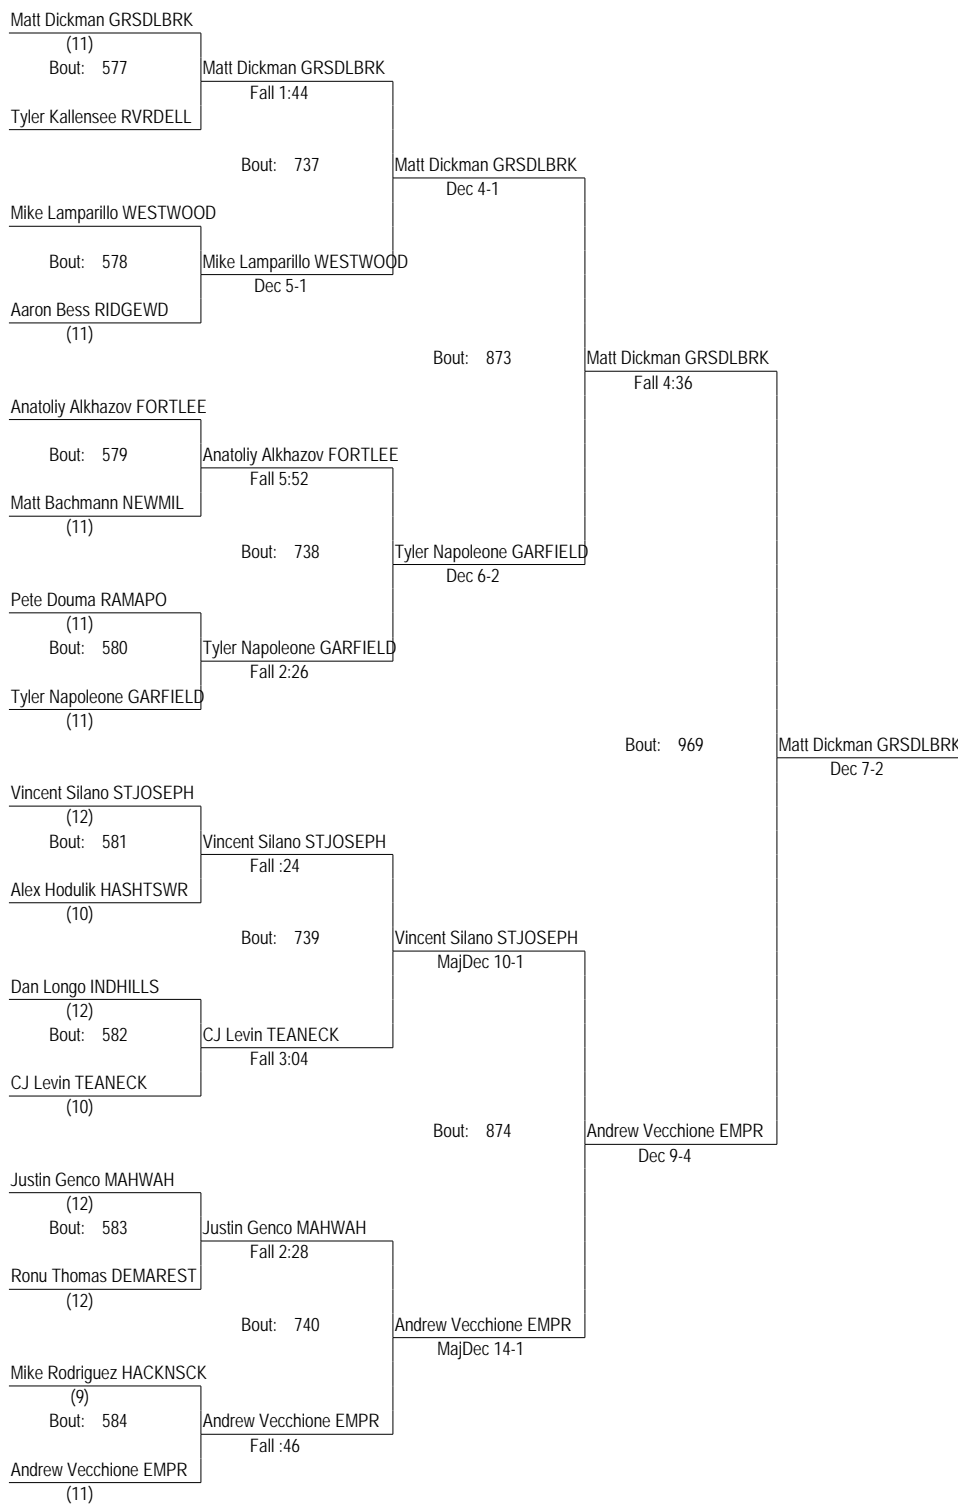 Matt Dickman GRSDLBRK
(11)
Bout: 577
Matt Dickman GRSDLBRK
Fall 1:44
Tyler Kallensee RVRDELL
Bout: 737
Matt Dickman GRSDLBRK
Dec 4-1
Mike Lamparillo WESTWOOD
Bout: 578
Mike Lamparillo WESTWOOD
Dec 5-1
Aaron Bess RIDGEWD
(11)
Bout: 873
Matt Dickman GRSDLBRK
Fall 4:36
Anatoliy Alkhazov FORTLEE
Bout: 579
Anatoliy Alkhazov FORTLEE
Fall 5:52
Matt Bachmann NEWMIL
(11)
Bout: 738
Tyler Napoleone GARFIELD
Dec 6-2
Pete Douma RAMAPO
(11)
Bout: 580
Tyler Napoleone GARFIELD
Fall 2:26
Tyler Napoleone GARFIELD
(11)
Bout: 969
Matt Dickman GRSDLBRK
Dec 7-2
Vincent Silano STJOSEPH
(12)
Bout: 581
Vincent Silano STJOSEPH
Fall :24
Alex Hodulik HASHTSWR
(10)
Bout: 739
Vincent Silano STJOSEPH
MajDec 10-1
Dan Longo INDHILLS
(12)
Bout: 582
CJ Levin TEANECK
Fall 3:04
CJ Levin TEANECK
(10)
Bout: 874
Andrew Vecchione EMPR
Dec 9-4
Justin Genco MAHWAH
(12)
Bout: 583
Justin Genco MAHWAH
Fall 2:28
Ronu Thomas DEMAREST
(12)
Bout: 740
Andrew Vecchione EMPR
MajDec 14-1
Mike Rodriguez HACKNSCK
(9)
Bout: 584
Andrew Vecchione EMPR
Fall :46
Andrew Vecchione EMPR
(11)